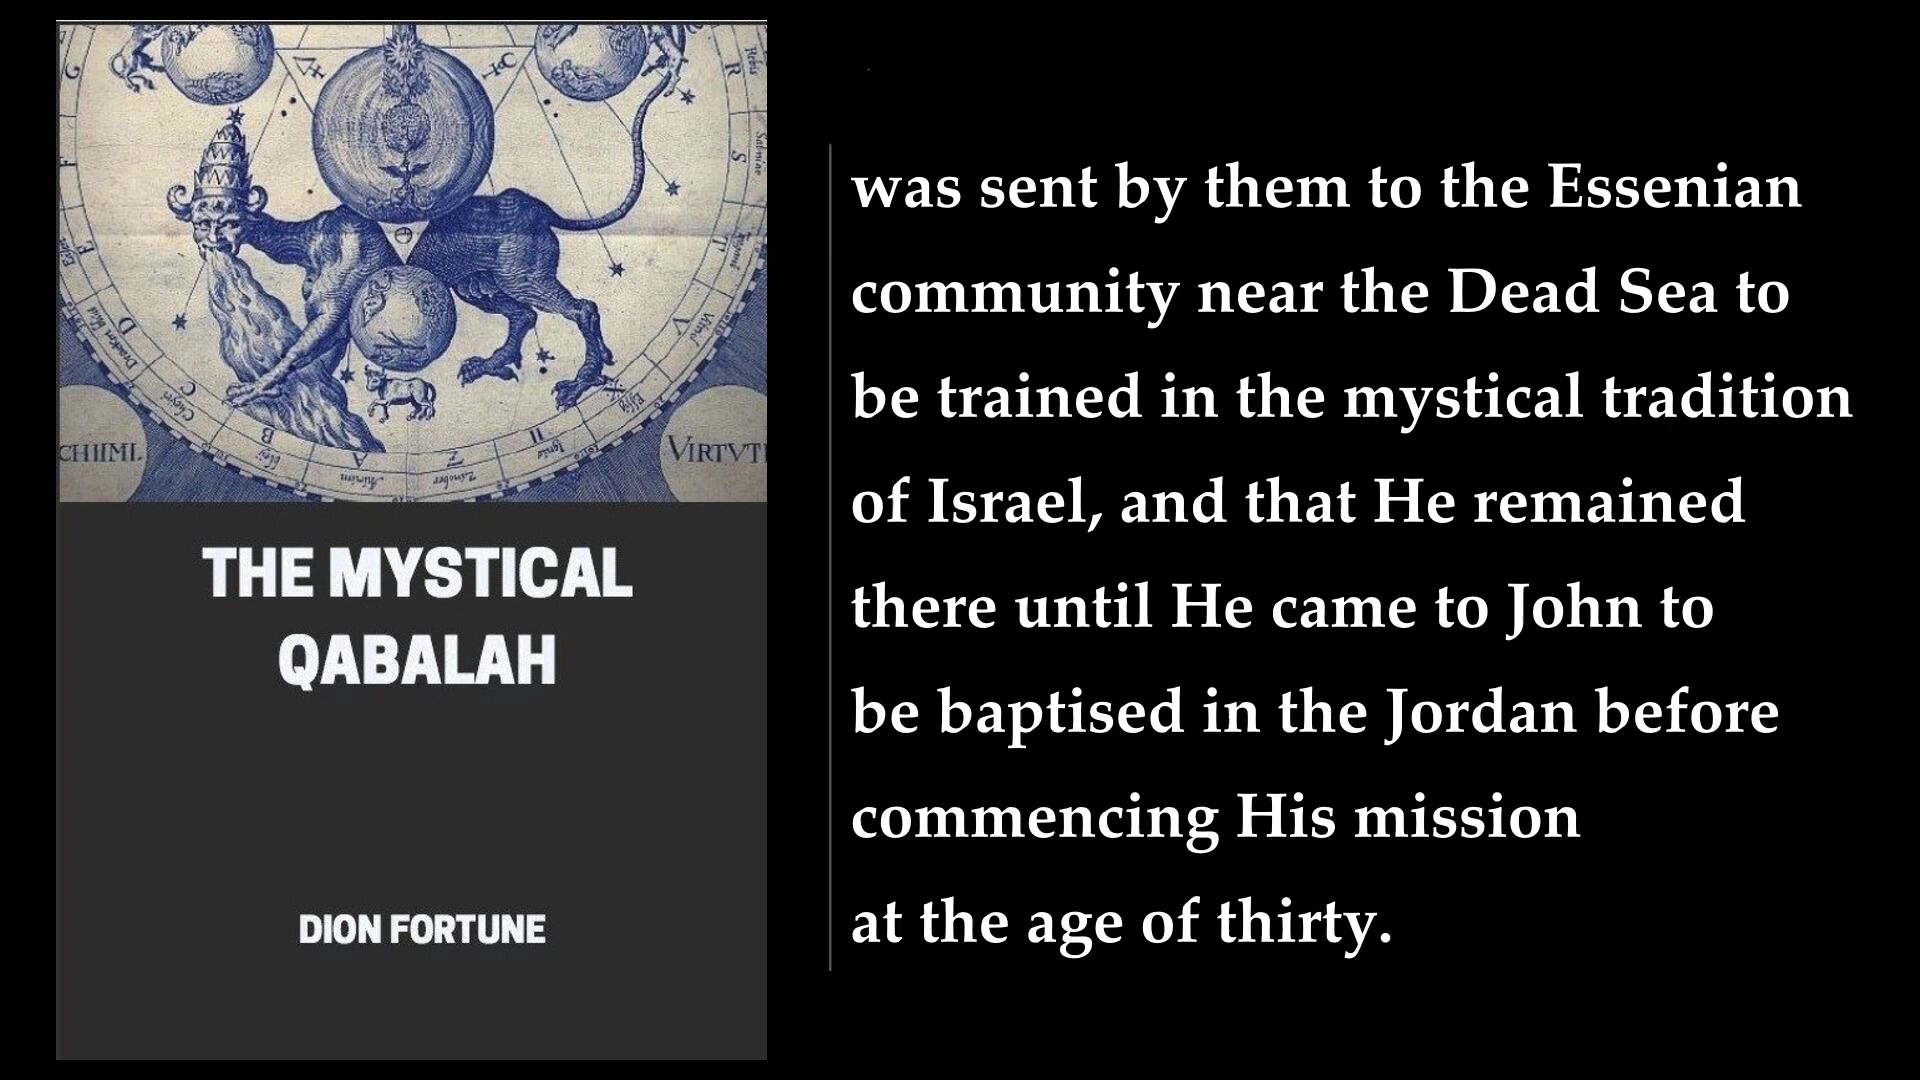 CHIIMI.
VIRTVT
THE MYSTICAL
QABALAH
DION FORTUNE
was sent by them to the Essenian
community near the Dead Sea to
be trained in the mystical tradition
of Israel, and that He remained
there until He came to John to
be baptised in the Jordan before
commencing His mission
at the age of thirty.